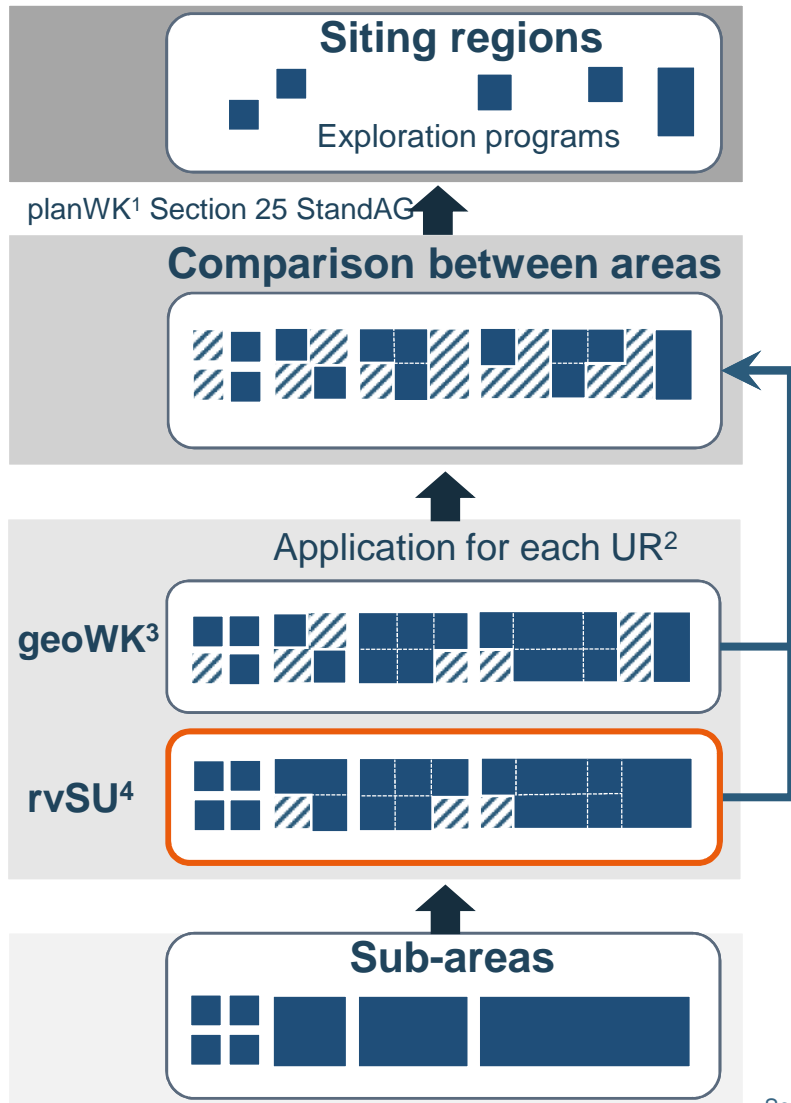 Siting regions
Exploration programs
planWK¹ Section 25 StandAG
Comparison between areas
Application for each UR²
geoWK³
rvSU⁴
Sub-areas